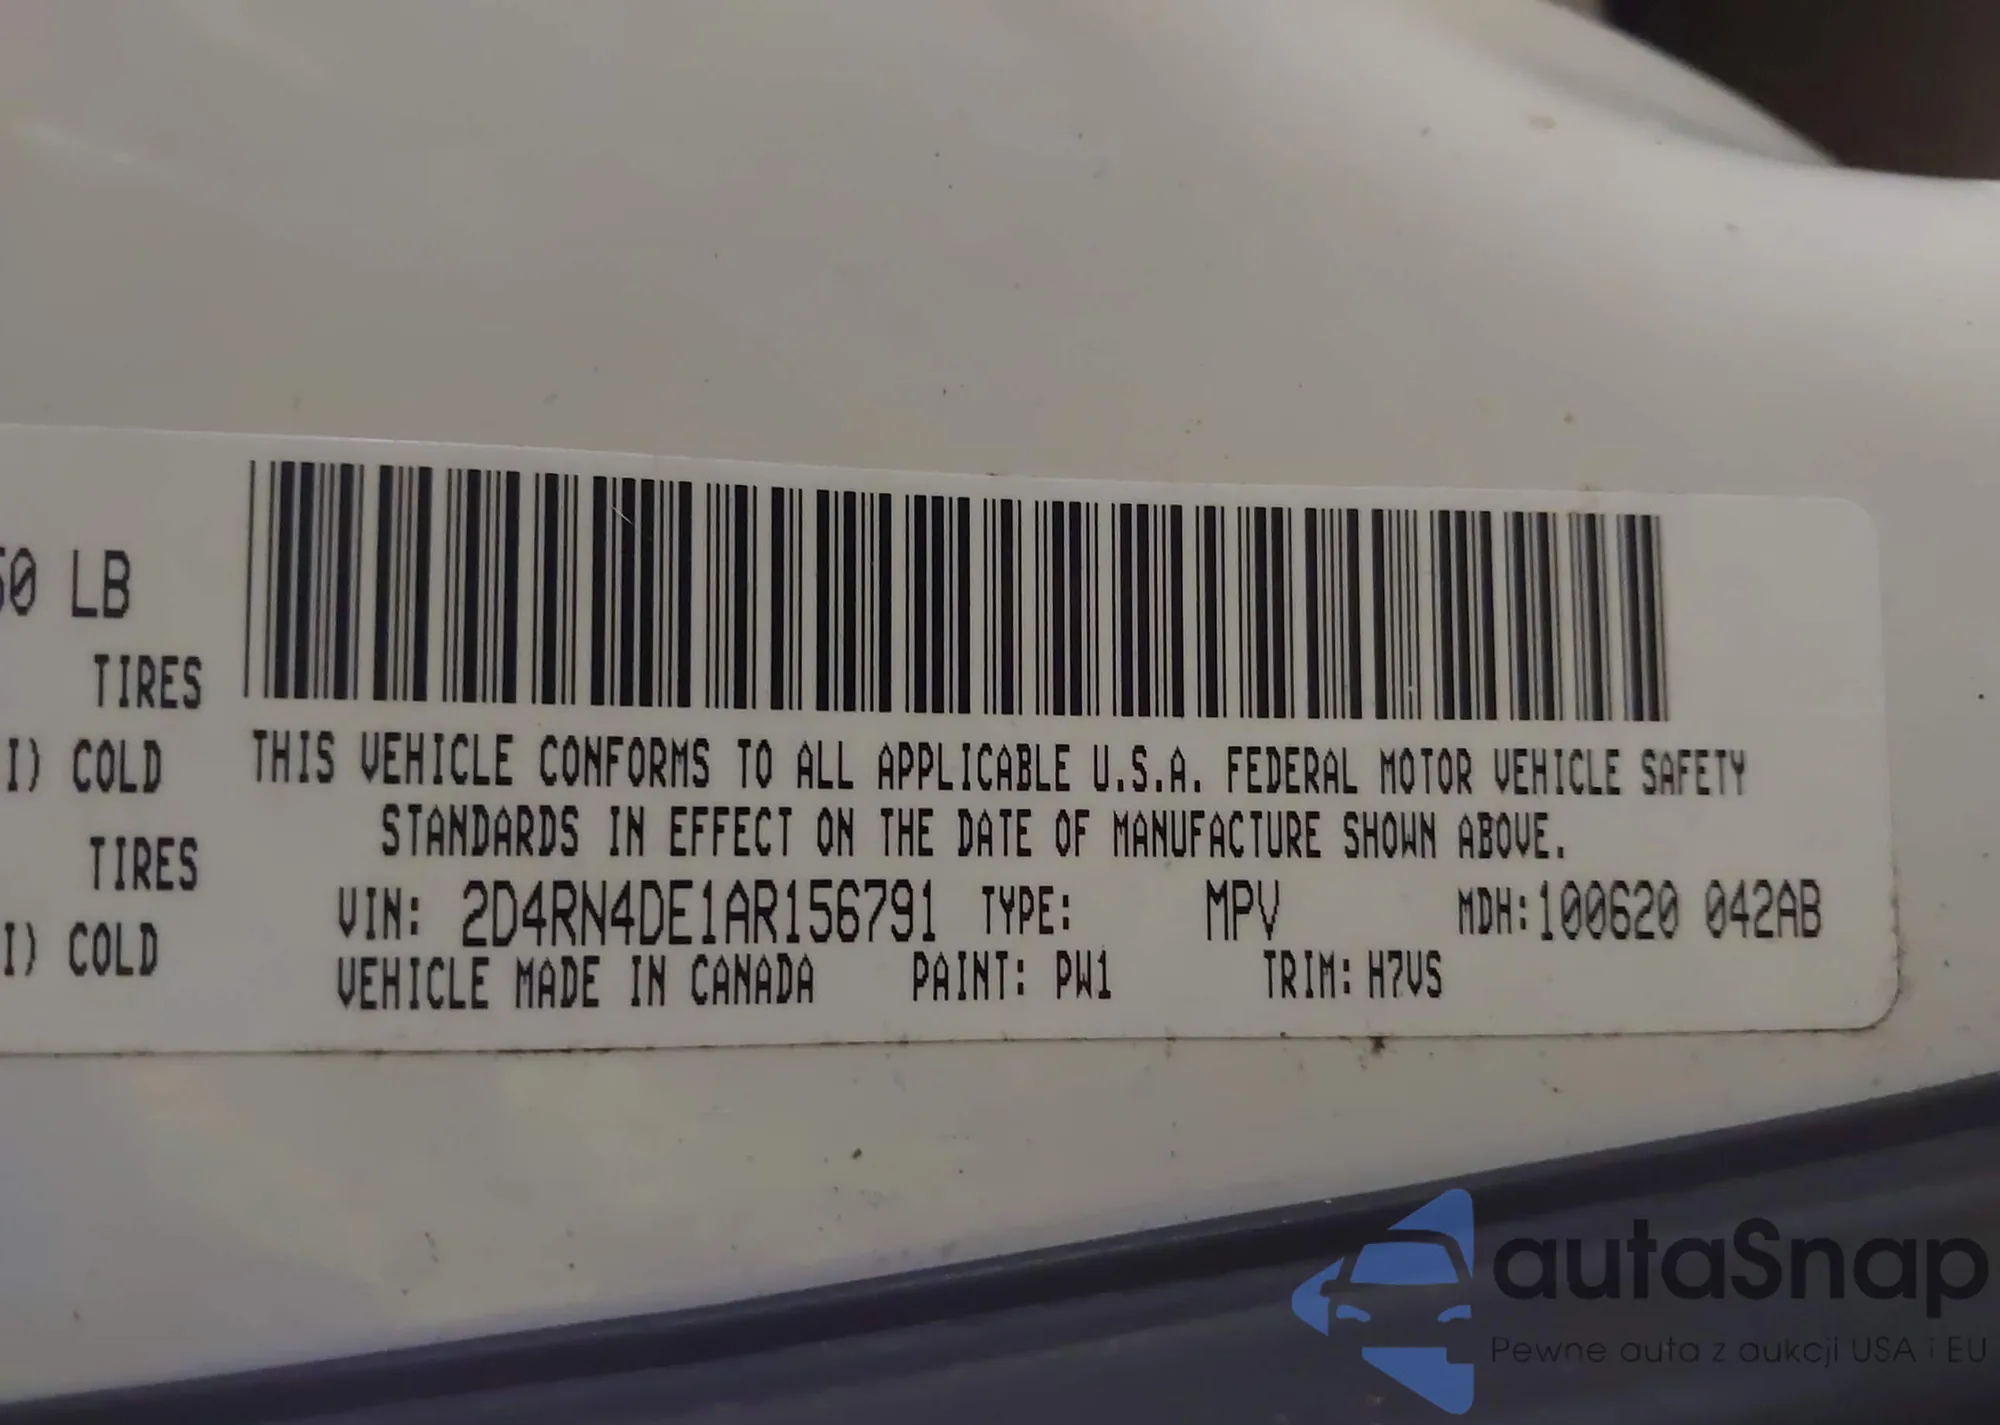 50 LB
TIRES
I) COLD
TIRES
I) COLD
THIS VEHICLE CONFORMS TO ALL APPLICABLE U.S.A. FEDERAL MOTOR VEHICLE SAFETY
STANDARDS IN EFFECT ON THE DATE OF MANUFACTURE SHOWN ABOVE.
VIN: 2D4RN4DE1AR156791 TYPE: MPV MDH:100620 042AB
VEHICLE MADE IN CANADA PAINT: PW1 TRIM: H7VS
autaSnap
Pewne auta z aukcji USA i EU